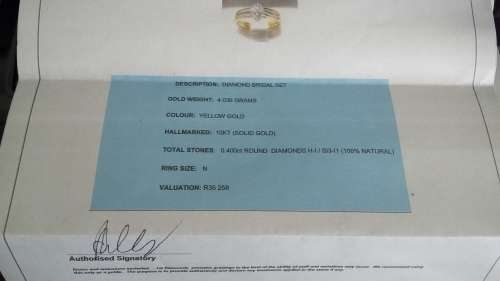 DESCRIPTION: DIAMOND BRIDAL SET
GOLD WEIGHT: 4.030 GRAMS
COLOUR: YELLOW GOLD
HALLMARKED: 10KT (SOLID GOLD)
TOTAL STONES: 0.400cts ROUND DIAMONDS H-I / SI3-I1 (100% NATURAL)
RING SIZE: N
VALUATION: R35 258
Authorised Signatory